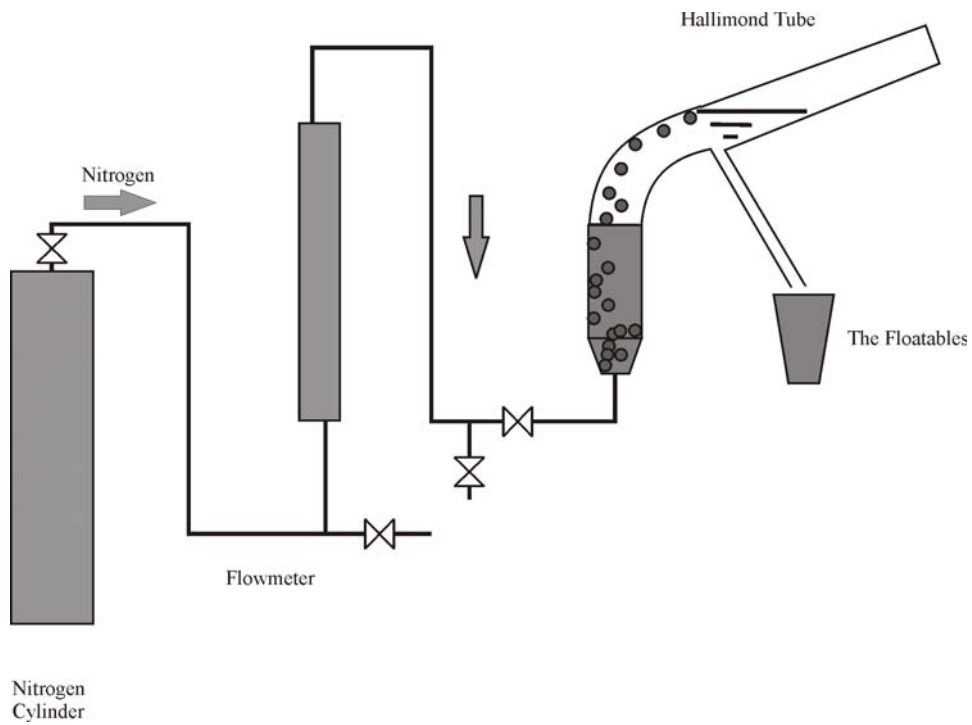 Hallimond Tube
Nitrogen
The Floatables
Flowmeter
Nitrogen
Cylinder